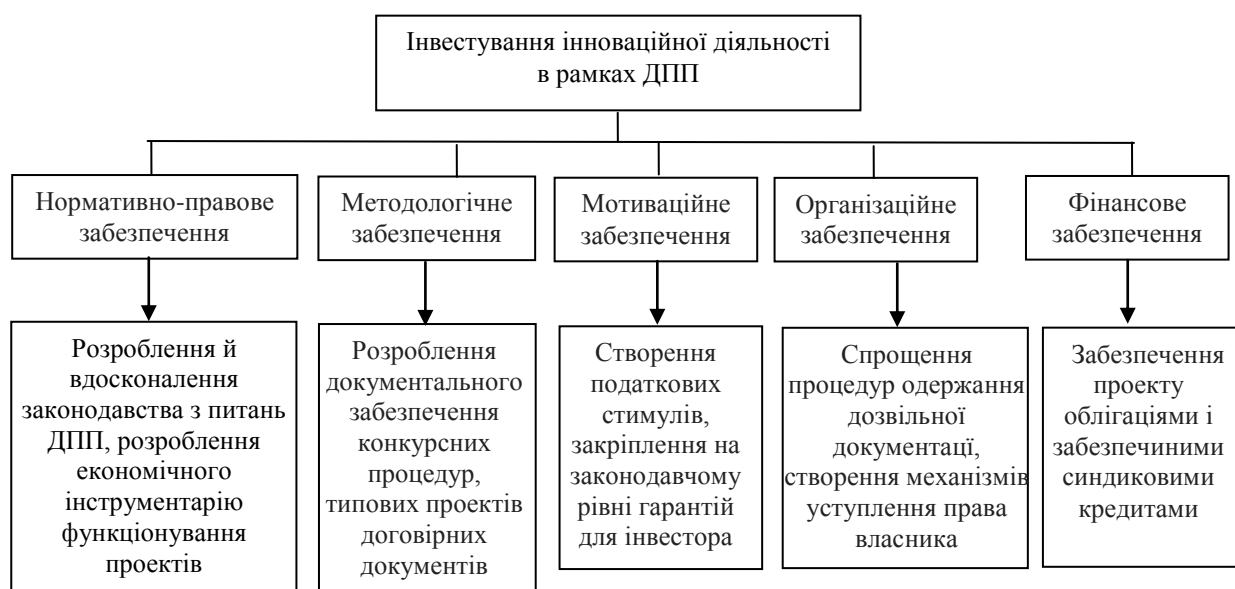 Інвестування інноваційної діяльності
в рамках ДПП
Нормативно-правове
забезпечення
Методологічне
забезпечення
Мотиваційне
забезпечення
Організаційне
забезпечення
Фінансове
забезпечення
Розроблення й
вдосконалення
законодавства з питань
ДПП, розроблення
економічного
інструментарію
функціонування
проектів
Розроблення
документального
забезпечення
конкурсних
процедур,
типових проектів
договірних
документів
Створення
податкових
стимулів,
закріплення на
законодавчому
рівні гарантій
для інвестора
Спрощення
процедур одержання
дозвільної
документації,
створення механізмів
уступлення права
власника
Забезпечення
проекту
облігаціями і
забезпечиними
синдиковими
кредитами